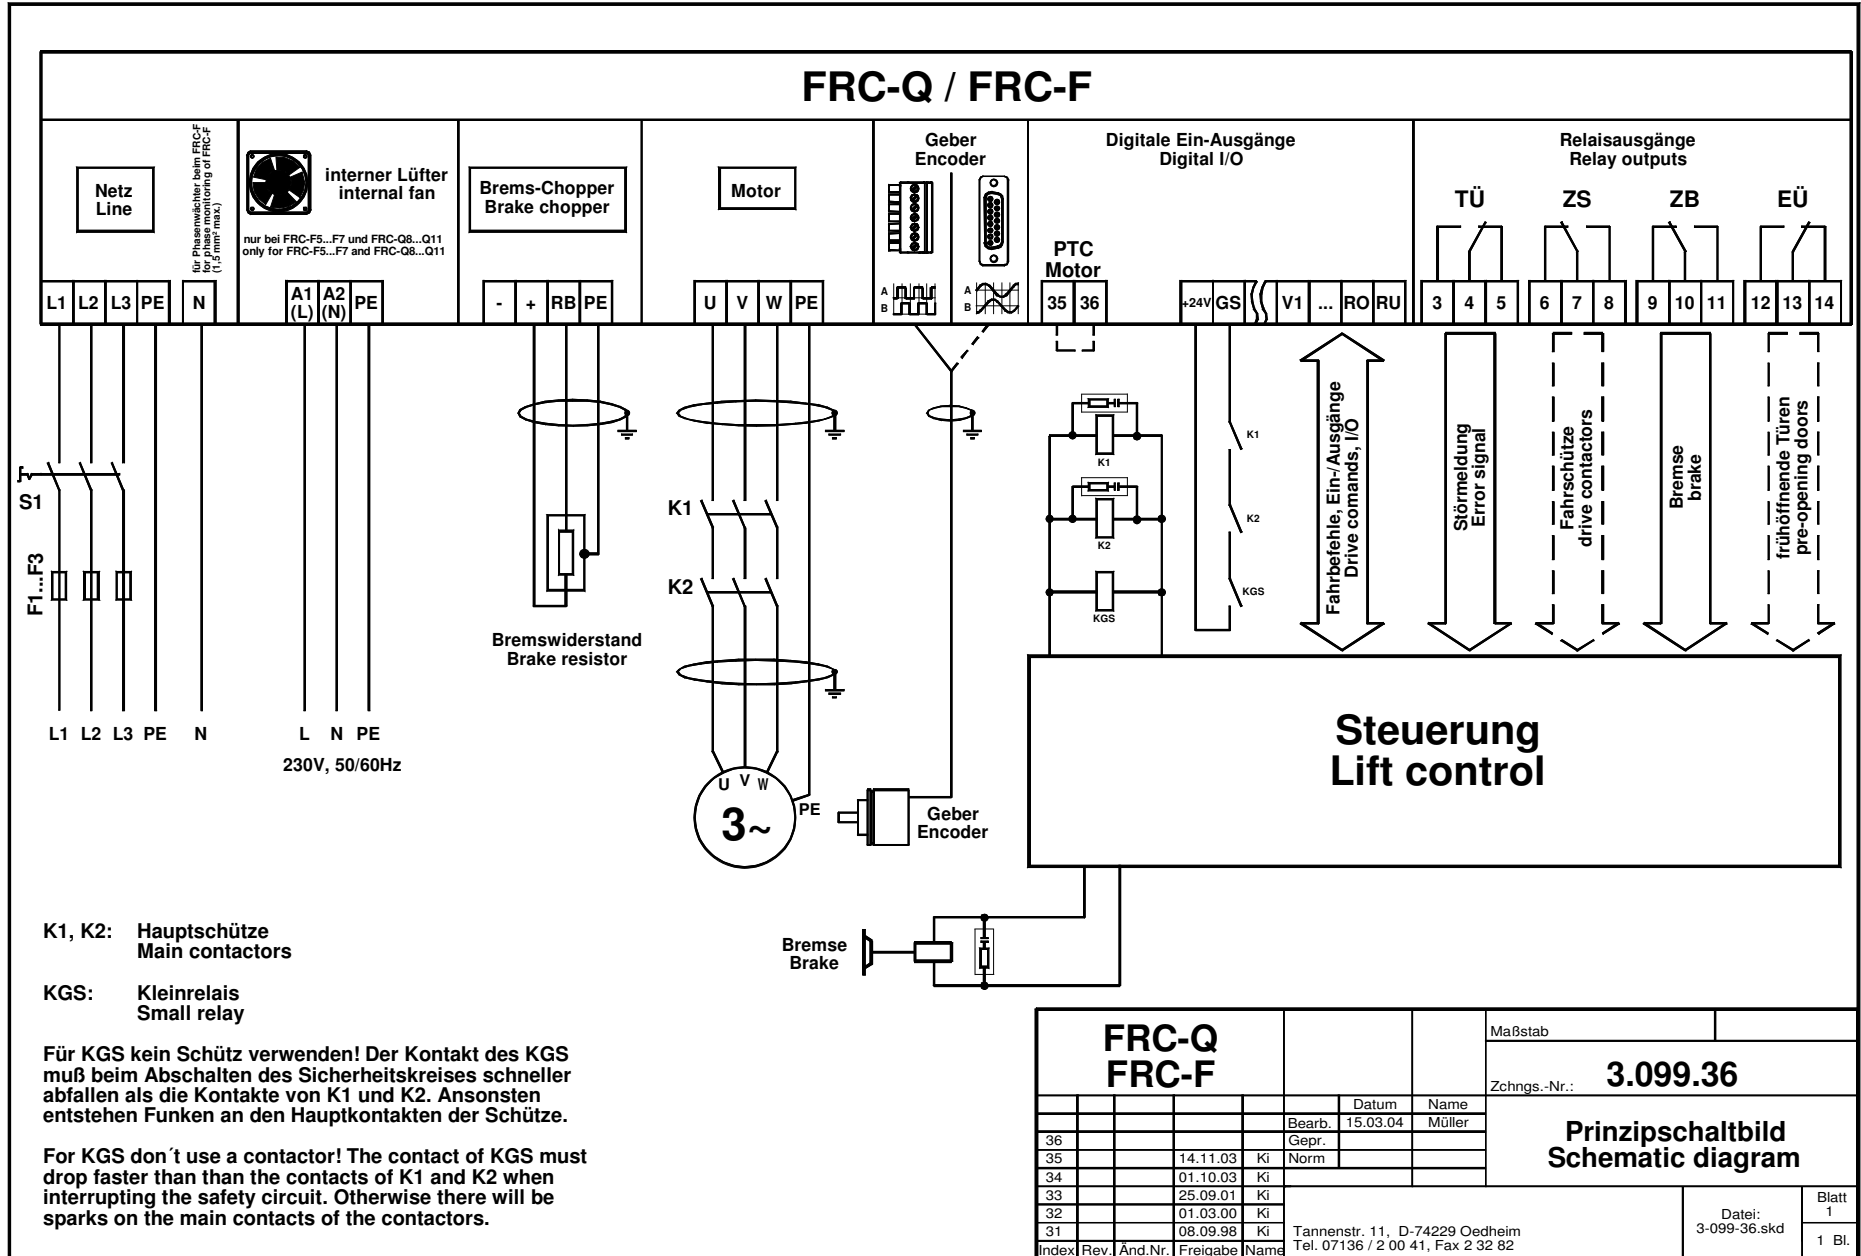 FRC-Q / FRC-F
Netz
Line
für Phasenwächter beim FRC-F
for phase monitoring of FRC-F
(1,5 mm² max.)
L1 L2 L3 PE N
interner Lüfter
internal fan
nur bei FRC-F5...F7 und FRC-Q8...Q11
only for FRC-F5...F7 and FRC-Q8...Q11
A1 (L) A2 (N) PE
Brems-Chopper
Brake chopper
- + RB PE
Motor
U V W PE
Geber
Encoder
A
B
A
B
Digitale Ein-Ausgänge
Digital I/O
PTC
Motor
35 36
+24V GS V1 ... RO RU
Relaisausgänge
Relay outputs
TÜ ZS ZB EÜ
3 4 5 6 7 8 9 10 11 12 13 14
S1
F1...F3
L1 L2 L3 PE N
L N PE
230V, 50/60Hz
Bremswiderstand
Brake resistor
K1
K2
U V W
PE
3~
Geber
Encoder
K1
K2
KGS
K1
K2
KGS
Fahrbefehle, Ein-/Ausgänge
Drive comands, I/O
Störmeldung
Error signal
Fahrschütze
drive contactors
Bremse
brake
frühöffnende Türen
pre-opening doors
Steuerung
Lift control
Bremse
Brake
K1, K2: Hauptschütze
Main contactors
KGS: Kleinrelais
Small relay
Für KGS kein Schütz verwenden! Der Kontakt des KGS
muß beim Abschalten des Sicherheitskreises schneller
abfallen als die Kontakte von K1 und K2. Ansonsten
entstehen Funken an den Hauptkontakten der Schütze.
For KGS don´t use a contactor! The contact of KGS must
drop faster than than the contacts of K1 and K2 when
interrupting the safety circuit. Otherwise there will be
sparks on the main contacts of the contactors.
FRC-Q
FRC-F
Maßstab
Zchngs.-Nr.: 3.099.36
Datum Name
Bearb. 15.03.04 Müller
36 Gepr.
35 14.11.03 Ki Norm
34 01.10.03 Ki
33 25.09.01 Ki
32 01.03.00 Ki
31 08.09.98 Ki
Index Rev. Änd.Nr. Freigabe Name
Prinzipschaltbild
Schematic diagram
Tannenstr. 11, D-74229 Oedheim
Tel. 07136 / 2 00 41, Fax 2 32 82
Datei:
3-099-36.skd
Blatt
1
1 Bl.